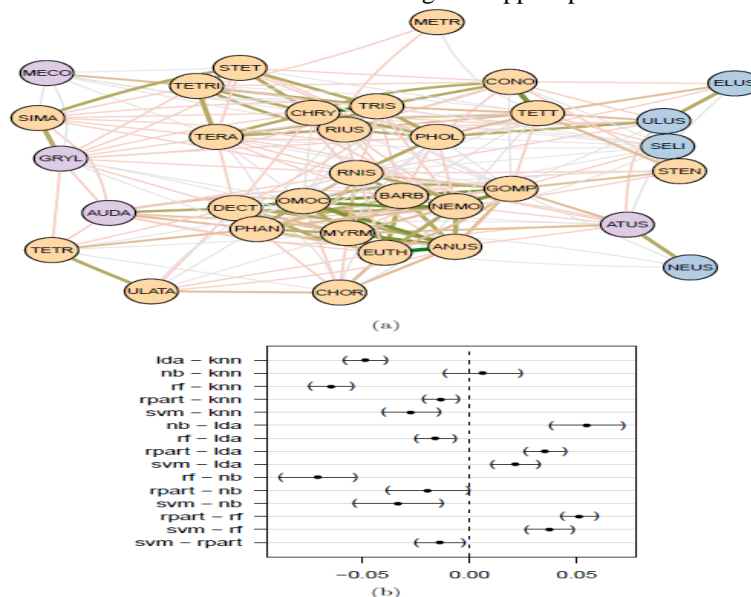 METR
STET
MECO
CONO
ELUS
TETRI
TRIS
CHRY
TETT
SIMA
ULUS
RIUS
TERA
PHOL
SELI
GRYL
RNIS
STEN
GOMP
BARB
OMOC
DECT
NEMO
AUDA
ATUS
PHAN
MYRM
ANUS
TETR
EUTH
NEUS
ULATA
CHOR
(a)
lda – knn
nb – knn
rf – knn
rpart – knn
svm – knn
nb – lda
rf – lda
rpart – lda
svm – lda
rf – nb
rpart – nb
svm – nb
rpart – rf
svm – rf
svm – rpart
−0.05 0.00 0.05
(b)